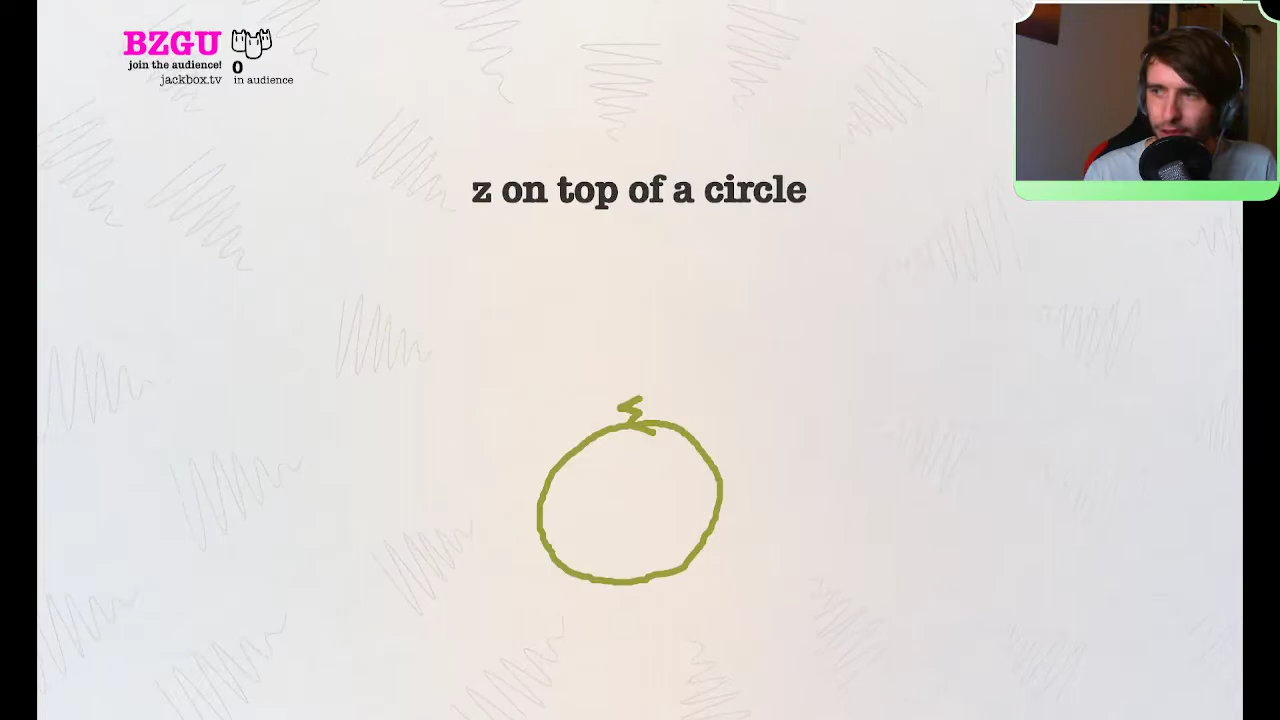 BZGU
join the audience!
jackbox.tv
0
in audience
z on top of a circle